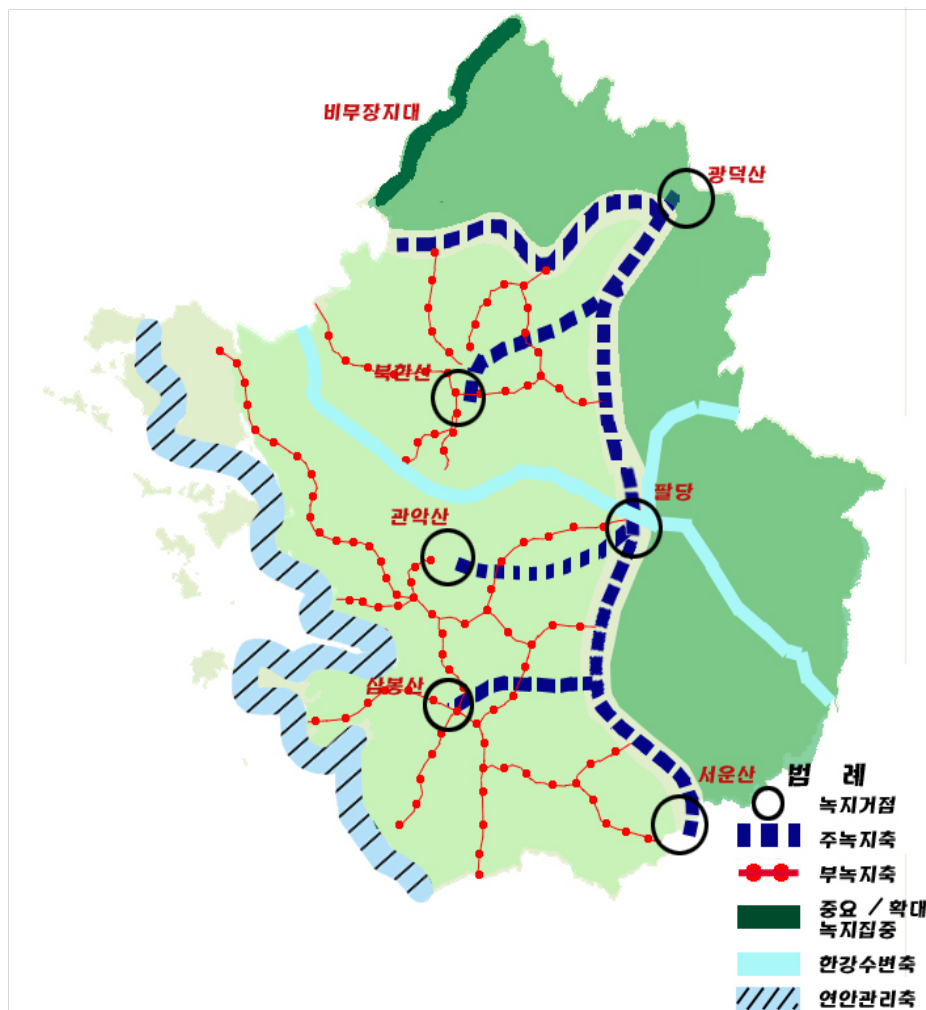 비무장지대
광덕산
북한산
팔당
관악산
삼봉산
서운산
범 례
녹지거점
주녹지축
부녹지축
중요 / 확대
녹지집중
한강수변축
연안관리축